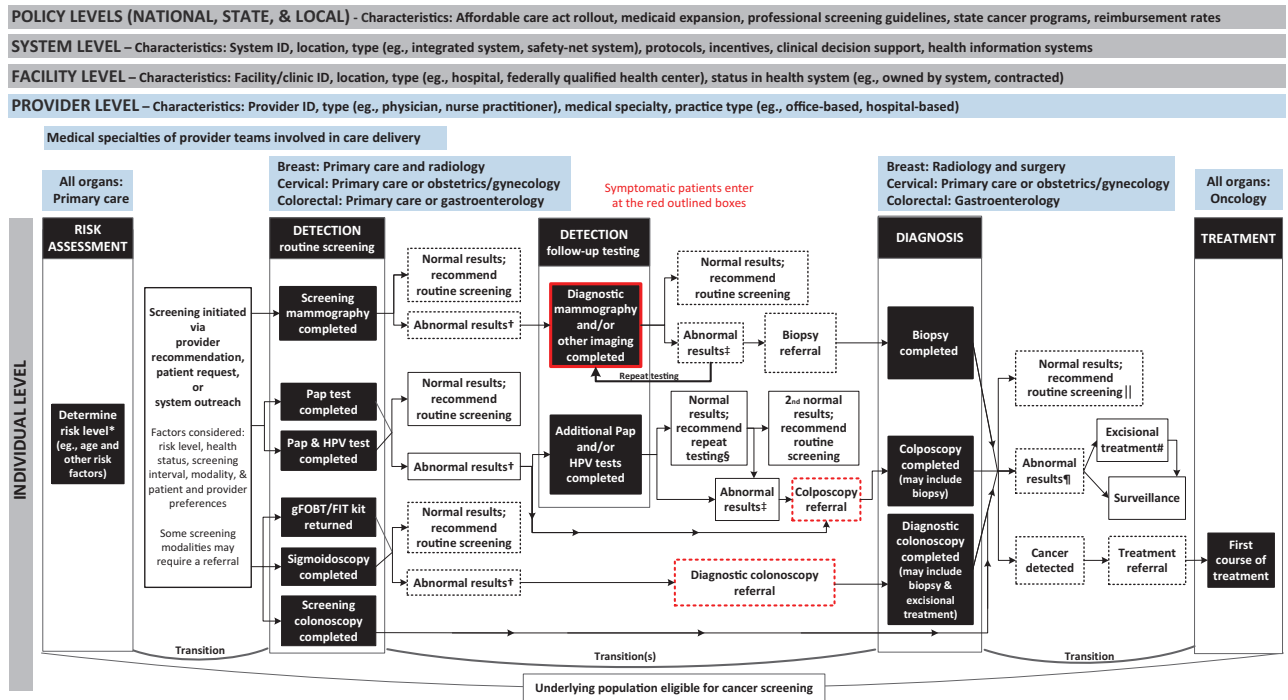 POLICY LEVELS (NATIONAL, STATE, & LOCAL) - Characteristics: Affordable care act rollout, medicaid expansion, professional screening guidelines, state cancer programs, reimbursement rates
SYSTEM LEVEL – Characteristics: System ID, location, type (eg., integrated system, safety-net system), protocols, incentives, clinical decision support, health information systems
FACILITY LEVEL – Characteristics: Facility/clinic ID, location, type (eg., hospital, federally qualified health center), status in health system (eg., owned by system, contracted)
PROVIDER LEVEL – Characteristics: Provider ID, type (eg., physician, nurse practitioner), medical specialty, practice type (eg., office-based, hospital-based)
Medical specialties of provider teams involved in care delivery
All organs:
Primary care
Breast: Primary care and radiology
Cervical: Primary care or obstetrics/gynecology
Colorectal: Primary care or gastroenterology
Symptomatic patients enter
at the red outlined boxes
Breast: Radiology and surgery
Cervical: Primary care or obstetrics/gynecology
Colorectal: Gastroenterology
All organs:
Oncology
INDIVIDUAL LEVEL
RISK
ASSESSMENT
Determine
risk level*
(eg., age and
other risk
factors)
Screening initiated
via
provider
recommendation,
patient request,
or
system outreach
Factors considered:
risk level, health
status, screening
interval, modality, &
patient and provider
preferences
Some screening
modalities may
require a referral
DETECTION
routine screening
Screening
mammography
completed
Pap test
completed
Pap & HPV test
completed
gFOBT/FIT kit
returned
Sigmoidoscopy
completed
Screening
colonoscopy
completed
Normal results;
recommend
routine screening
Abnormal results†
Normal results;
recommend
routine screening
Abnormal results†
Normal results;
recommend
routine screening
Abnormal results†
DETECTION
follow-up testing
Diagnostic
mammography
and/or
other imaging
completed
Repeat testing
Additional Pap
and/or
HPV tests
completed
Normal results;
recommend
routine screening
Abnormal
results‡
Biopsy
referral
Normal
results;
recommend
repeat
testing§
2nd normal
results;
recommend
routine
screening
Abnormal
results‡
Colposcopy
referral
Diagnostic colonoscopy
referral
DIAGNOSIS
Biopsy
completed
Colposcopy
completed
(may include
biopsy)
Diagnostic
colonoscopy
completed
(may include
biopsy &
excisional
treatment)
Normal results;
recommend
routine screening||
Abnormal
results¶
Excisional
treatment#
Surveillance
Cancer
detected
Treatment
referral
TREATMENT
First
course of
treatment
Transition
Transition(s)
Transition
Underlying population eligible for cancer screening